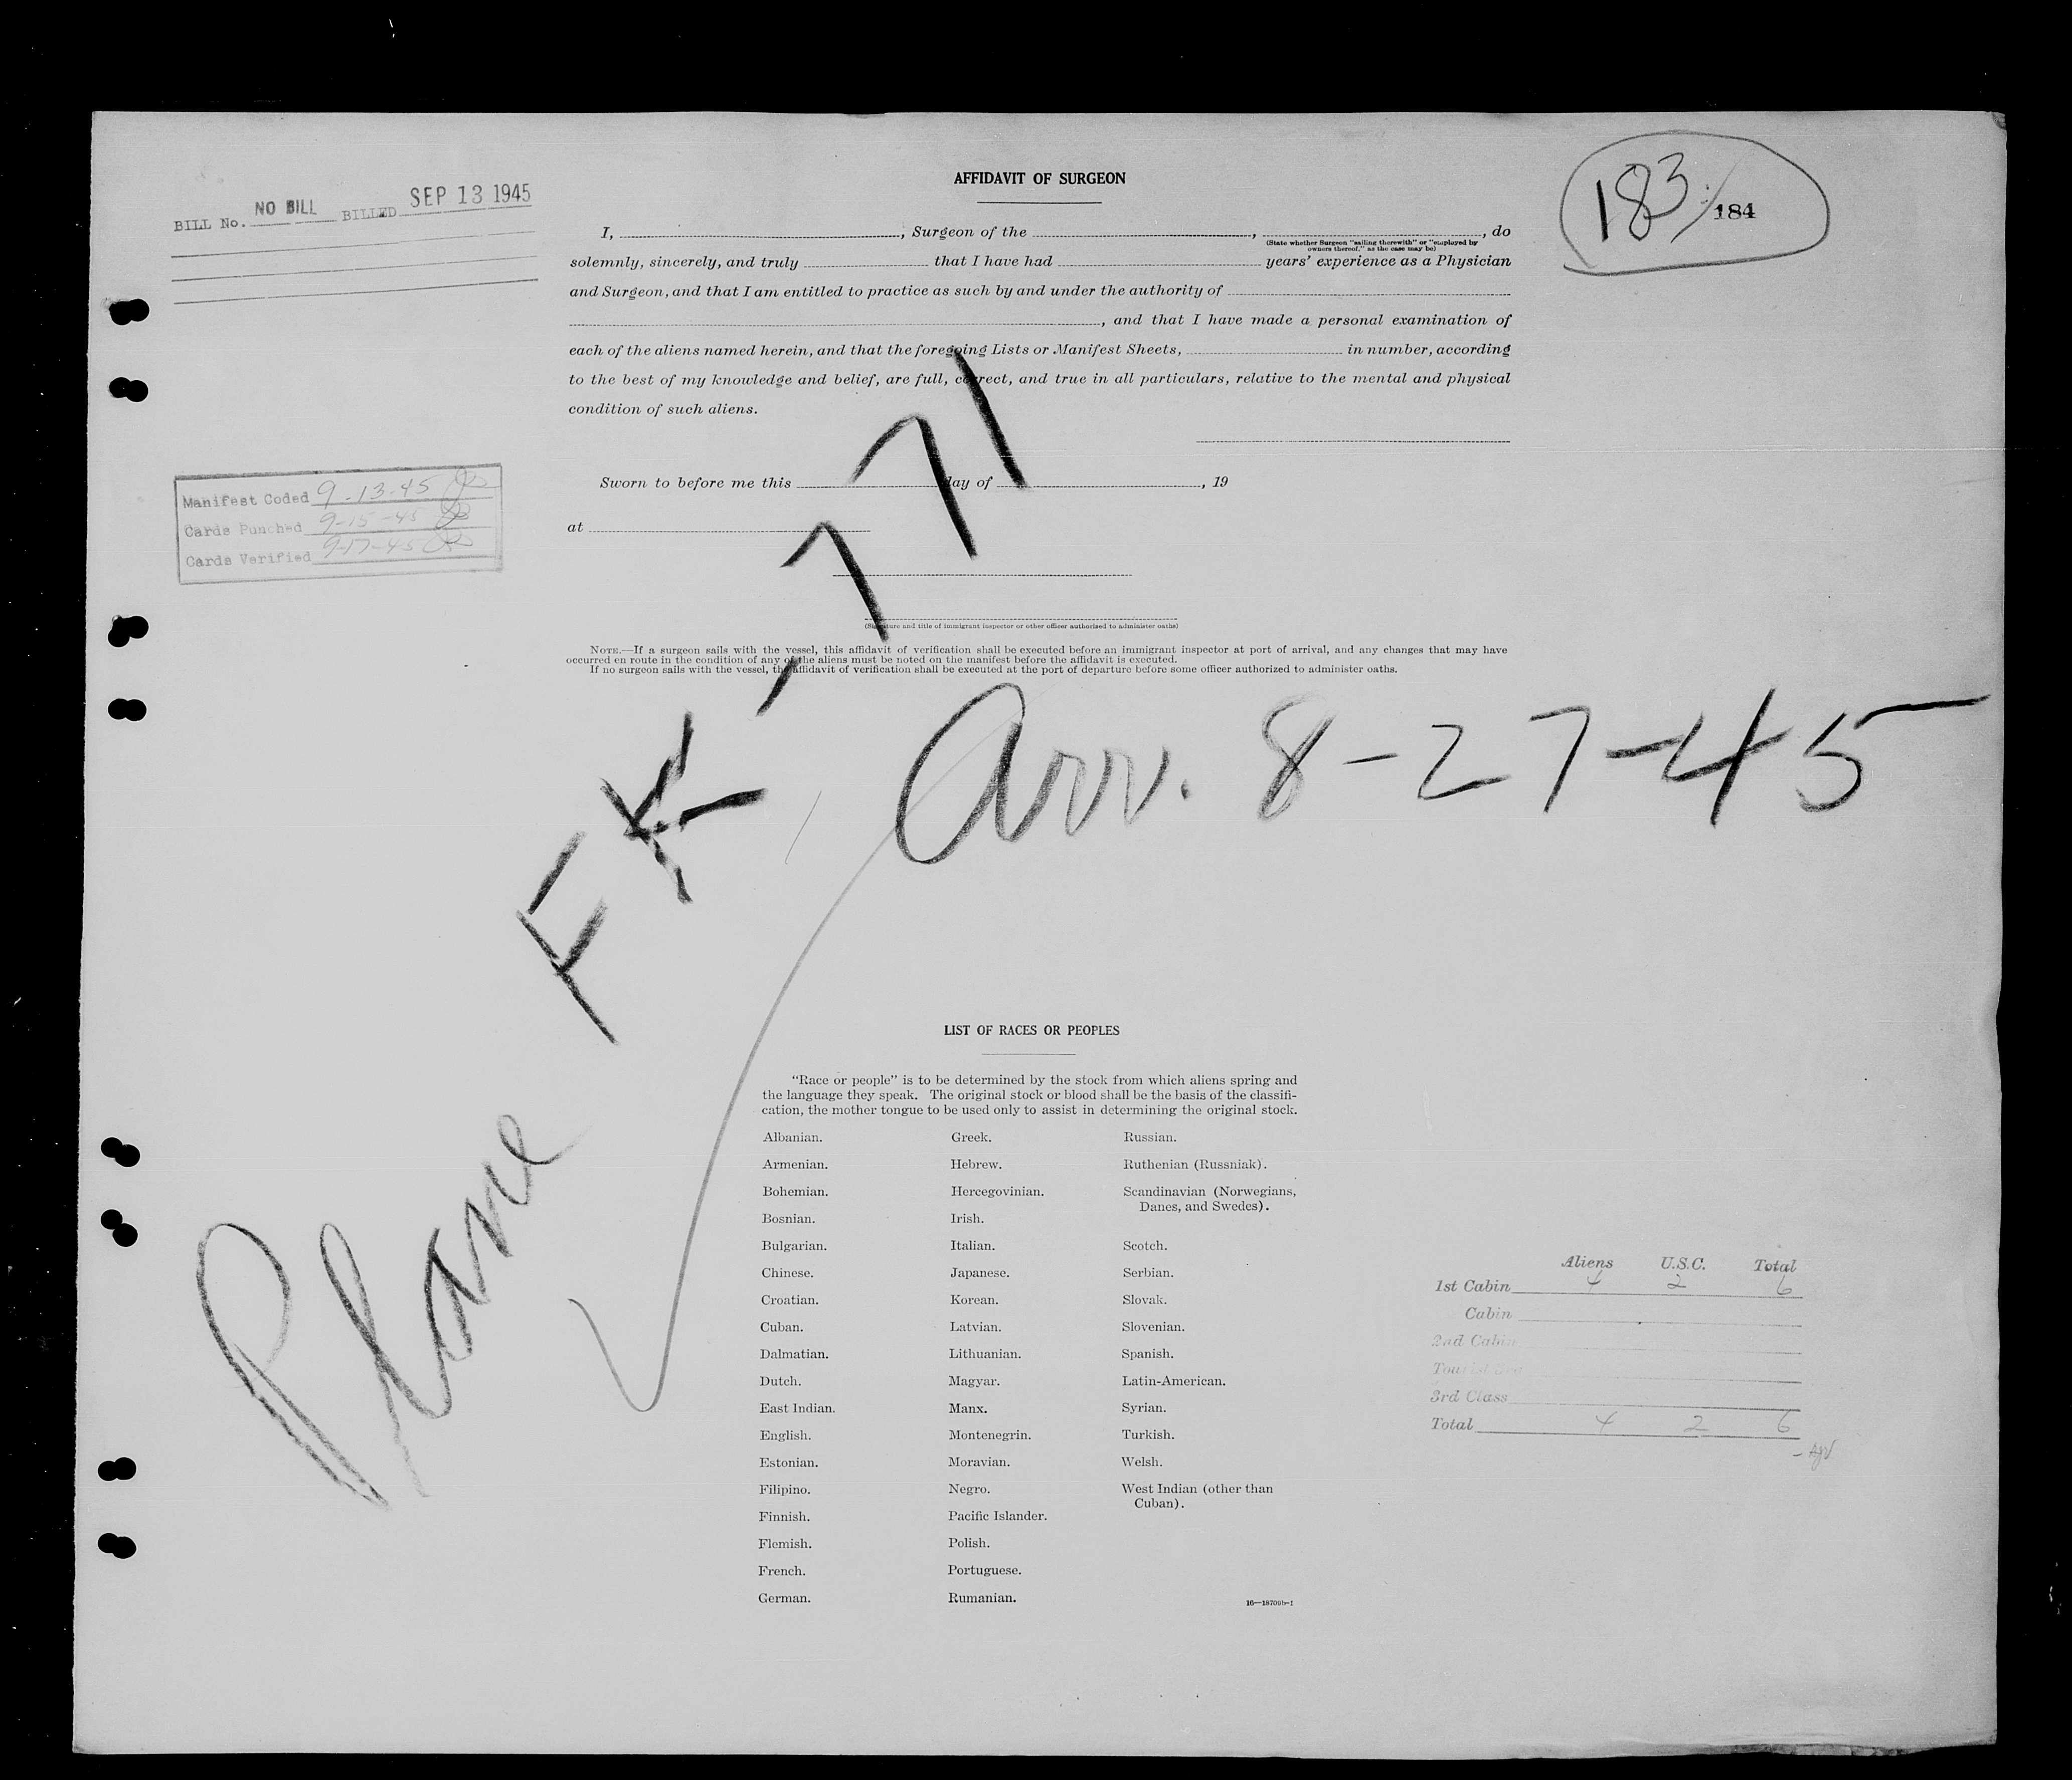 BILL No. NO BILL BILLED SEP 13 1945
183
184
AFFIDAVIT OF SURGEON
I, , Surgeon of the , , do
(State whether Surgeon "sailing therewith" or "employed by
owners thereof," as the case may be)
solemnly, sincerely, and truly that I have had years' experience as a Physician
and Surgeon, and that I am entitled to practice as such by and under the authority of
, and that I have made a personal examination of
each of the aliens named herein, and that the foregoing Lists or Manifest Sheets, in number, according
to the best of my knowledge and belief, are full, correct, and true in all particulars, relative to the mental and physical
condition of such aliens.
Manifest Coded 9-13-45
Cards Punched 9-15-45
Cards Verified 9-17-45
Sworn to before me this day of , 19
at
(Signature and title of immigrant inspector or other officer authorized to administer oaths)
NOTE.—If a surgeon sails with the vessel, this affidavit of verification shall be executed before an immigrant inspector at port of arrival, and any changes that may have
occurred en route in the condition of any of the aliens must be noted on the manifest before the affidavit is executed.
If no surgeon sails with the vessel, the affidavit of verification shall be executed at the port of departure before some officer authorized to administer oaths.
Plane FK-771
Arr. 8-27-45
LIST OF RACES OR PEOPLES
"Race or people" is to be determined by the stock from which aliens spring and
the language they speak. The original stock or blood shall be the basis of the classifi-
cation, the mother tongue to be used only to assist in determining the original stock.
Albanian.
Armenian.
Bohemian.
Bosnian.
Bulgarian.
Chinese.
Croatian.
Cuban.
Dalmatian.
Dutch.
East Indian.
English.
Estonian.
Filipino.
Finnish.
Flemish.
French.
German.
Greek.
Hebrew.
Hercegovinian.
Irish.
Italian.
Japanese.
Korean.
Latvian.
Lithuanian.
Magyar.
Manx.
Montenegrin.
Moravian.
Negro.
Pacific Islander.
Polish.
Portuguese.
Rumanian.
Russian.
Ruthenian (Russniak).
Scandinavian (Norwegians,
Danes, and Swedes).
Scotch.
Serbian.
Slovak.
Slovenian.
Spanish.
Latin-American.
Syrian.
Turkish.
Welsh.
West Indian (other than
Cuban).
Aliens U.S.C. Total
1st Cabin 4 2 6
Cabin
2nd Cabin
Tourist
3rd Class
Total 4 2 6